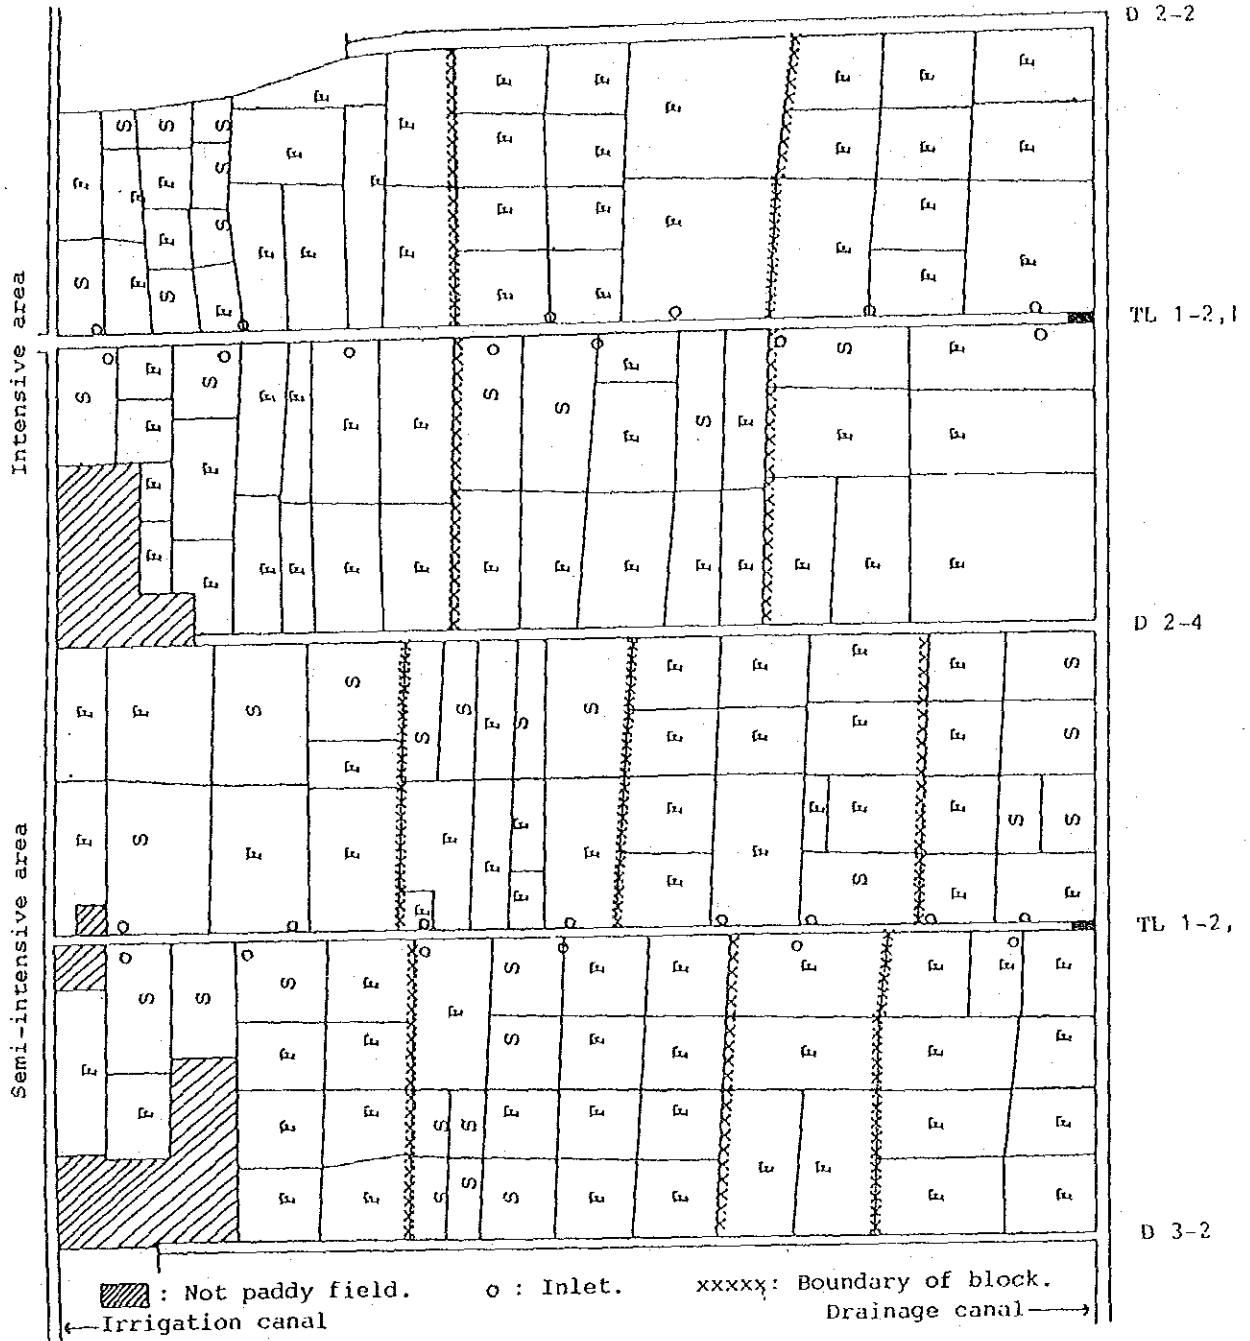 D 2-2
F F F F F F
S S S F F F F
F F F F F F F
F F S F F F F F
F F S F F F F F F
S F S F F F F F
TL 1-2,1
S F S F F F F S S F F S F S F
F F F F
F F F F F F F F F F F F F F F
D 2-4
F F S S S S F S S F F F F S
F F F F F S
F S F F F F F F F F F F F S S
F F F S F F
TL 1-2,
S S S F F S F F F F F F
F F F S F F F F F
F F F S S F F F F F
F F S S S F F F F F F
D 3-2
Intensive area
Semi-intensive area
: Not paddy field. o : Inlet. xxxxx: Boundary of block.
Drainage canal→
←Irrigation canal